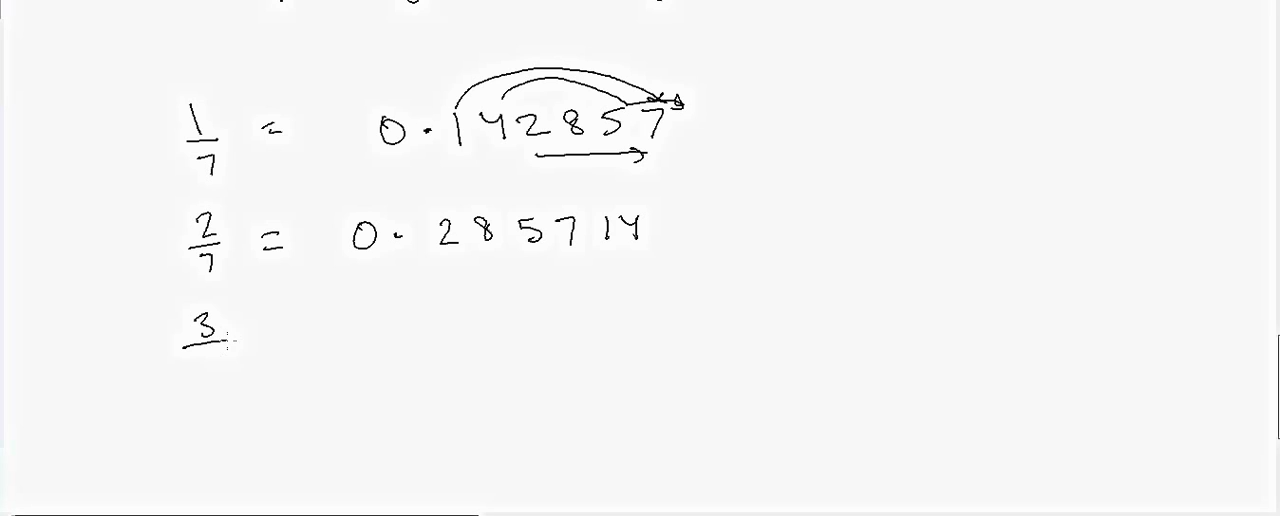 1/7 = 0.142857
2/7 = 0.285714
3